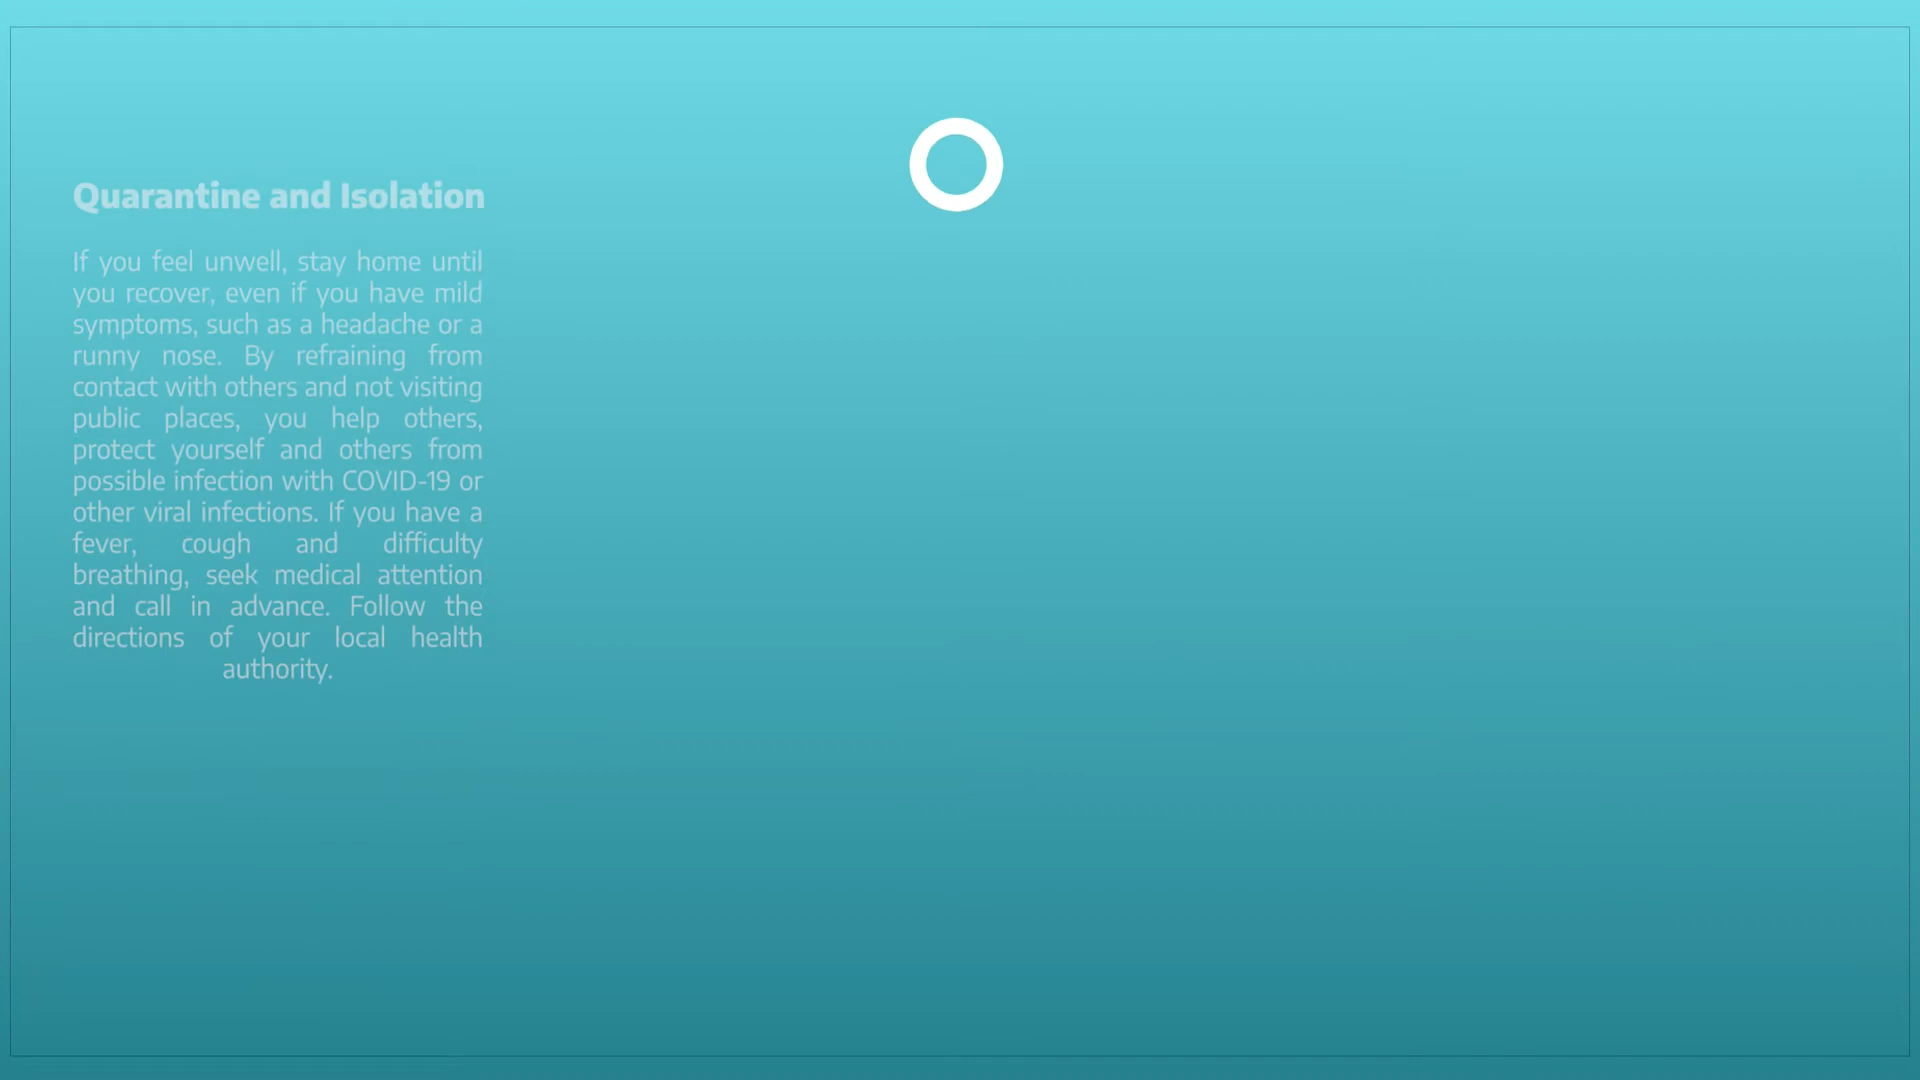 Quarantine and Isolation
If you feel unwell, stay home until
you recover, even if you have mild
symptoms, such as a headache or a
runny nose. By refraining from
contact with others and not visiting
public places, you help others,
protect yourself and others from
possible infection with COVID-19 or
other viral infections. If you have a
fever, cough and difficulty
breathing, seek medical attention
and call in advance. Follow the
directions of your local health
authority.